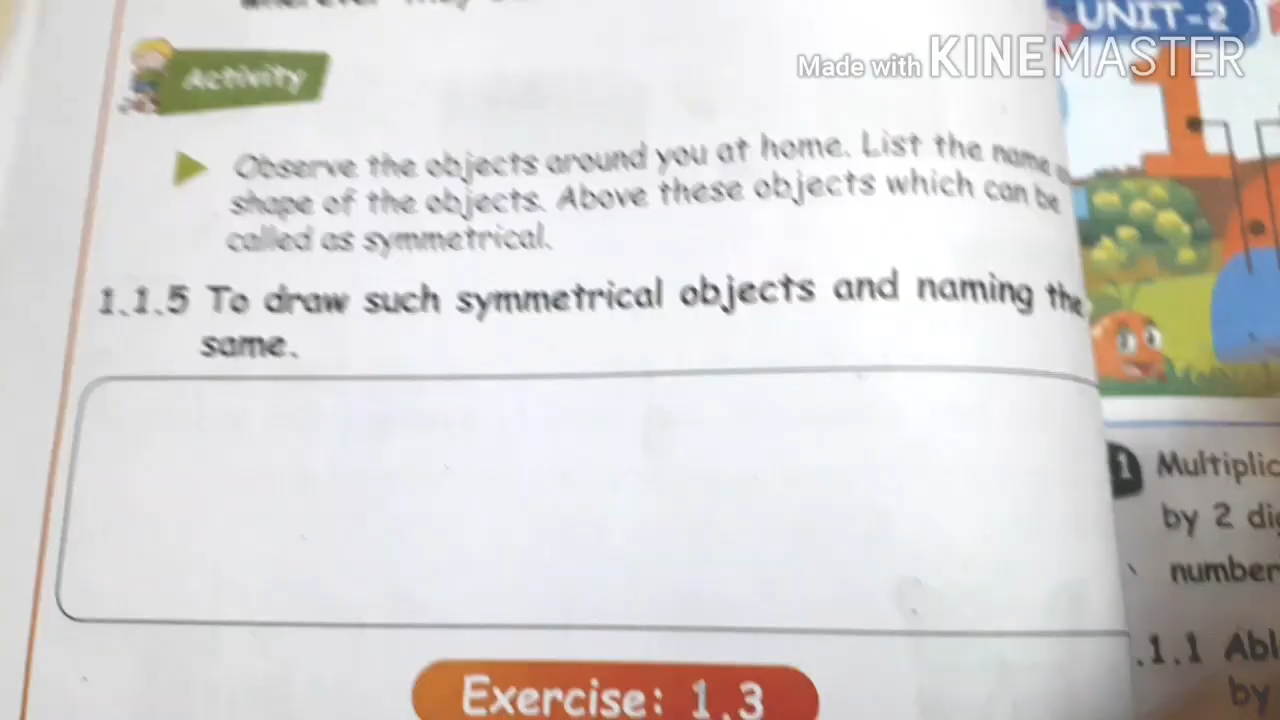 UNIT-2
Made with KINEMASTER
Activity
Observe the objects around you at home. List the name
shape of the objects. Above these objects which can be
called as symmetrical.
1.1.5 To draw such symmetrical objects and naming the
same.
Exercise: 1.3
1 Multiplic
by 2 di
number
.1.1 Abl
by